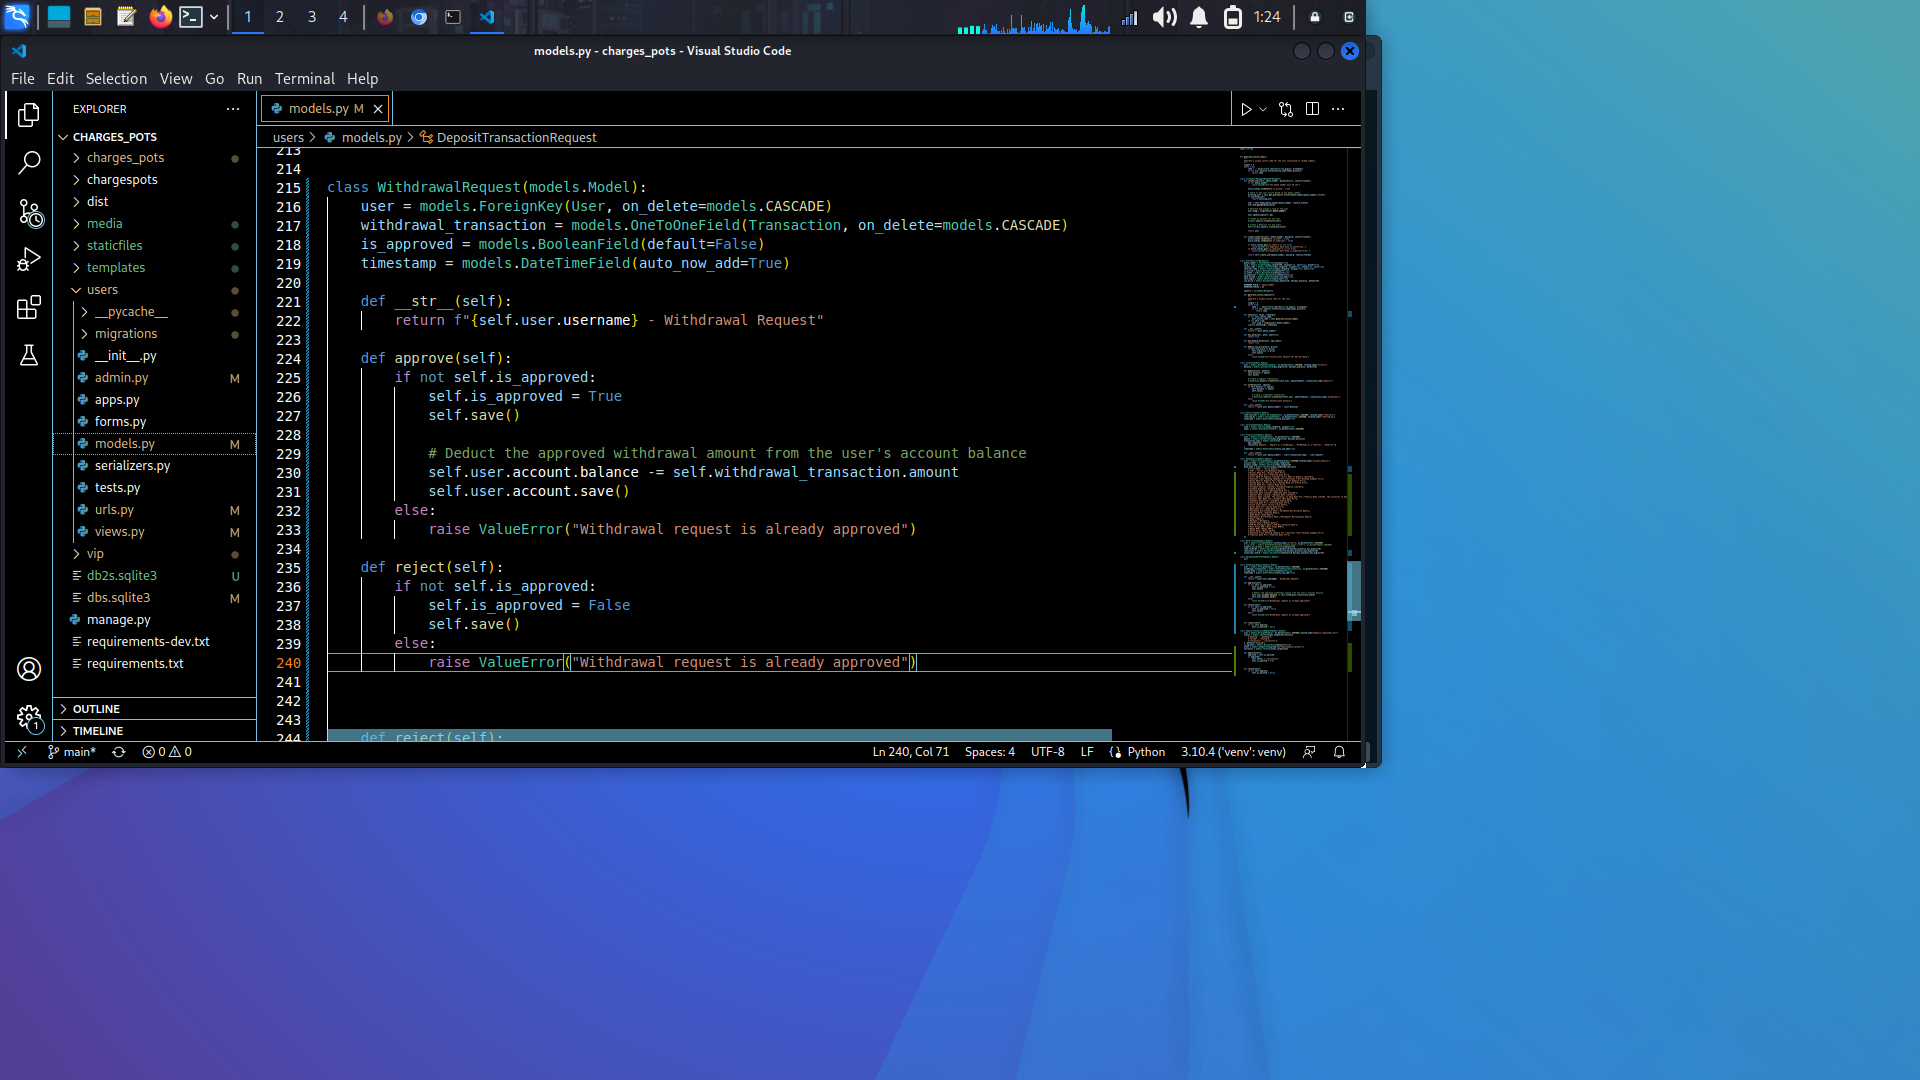 1 2 3 4 1:24
models.py - charges_pots - Visual Studio Code
File Edit Selection View Go Run Terminal Help
EXPLORER
CHARGES_POTS
charges_pots
chargespots
dist
media
staticfiles
templates
users
__pycache__
migrations
__init__.py
admin.py M
apps.py
forms.py
models.py M
serializers.py
tests.py
urls.py M
views.py M
vip
db2s.sqlite3 U
dbs.sqlite3 M
manage.py
requirements-dev.txt
requirements.txt
OUTLINE
TIMELINE
1
models.py M
users > models.py > DepositTransactionRequest
213
214
215 class WithdrawalRequest(models.Model):
216 user = models.ForeignKey(User, on_delete=models.CASCADE)
217 withdrawal_transaction = models.OneToOneField(Transaction, on_delete=models.CASCADE)
218 is_approved = models.BooleanField(default=False)
219 timestamp = models.DateTimeField(auto_now_add=True)
220
221 def __str__(self):
222 return f"{self.user.username} - Withdrawal Request"
223
224 def approve(self):
225 if not self.is_approved:
226 self.is_approved = True
227 self.save()
228
229 # Deduct the approved withdrawal amount from the user's account balance
230 self.user.account.balance -= self.withdrawal_transaction.amount
231 self.user.account.save()
232 else:
233 raise ValueError("Withdrawal request is already approved")
234
235 def reject(self):
236 if not self.is_approved:
237 self.is_approved = False
238 self.save()
239 else:
240 raise ValueError("Withdrawal request is already approved")
241
242
243
244 def reject(self):
main* 0 0 Ln 240, Col 71 Spaces: 4 UTF-8 LF Python 3.10.4 ('venv': venv)